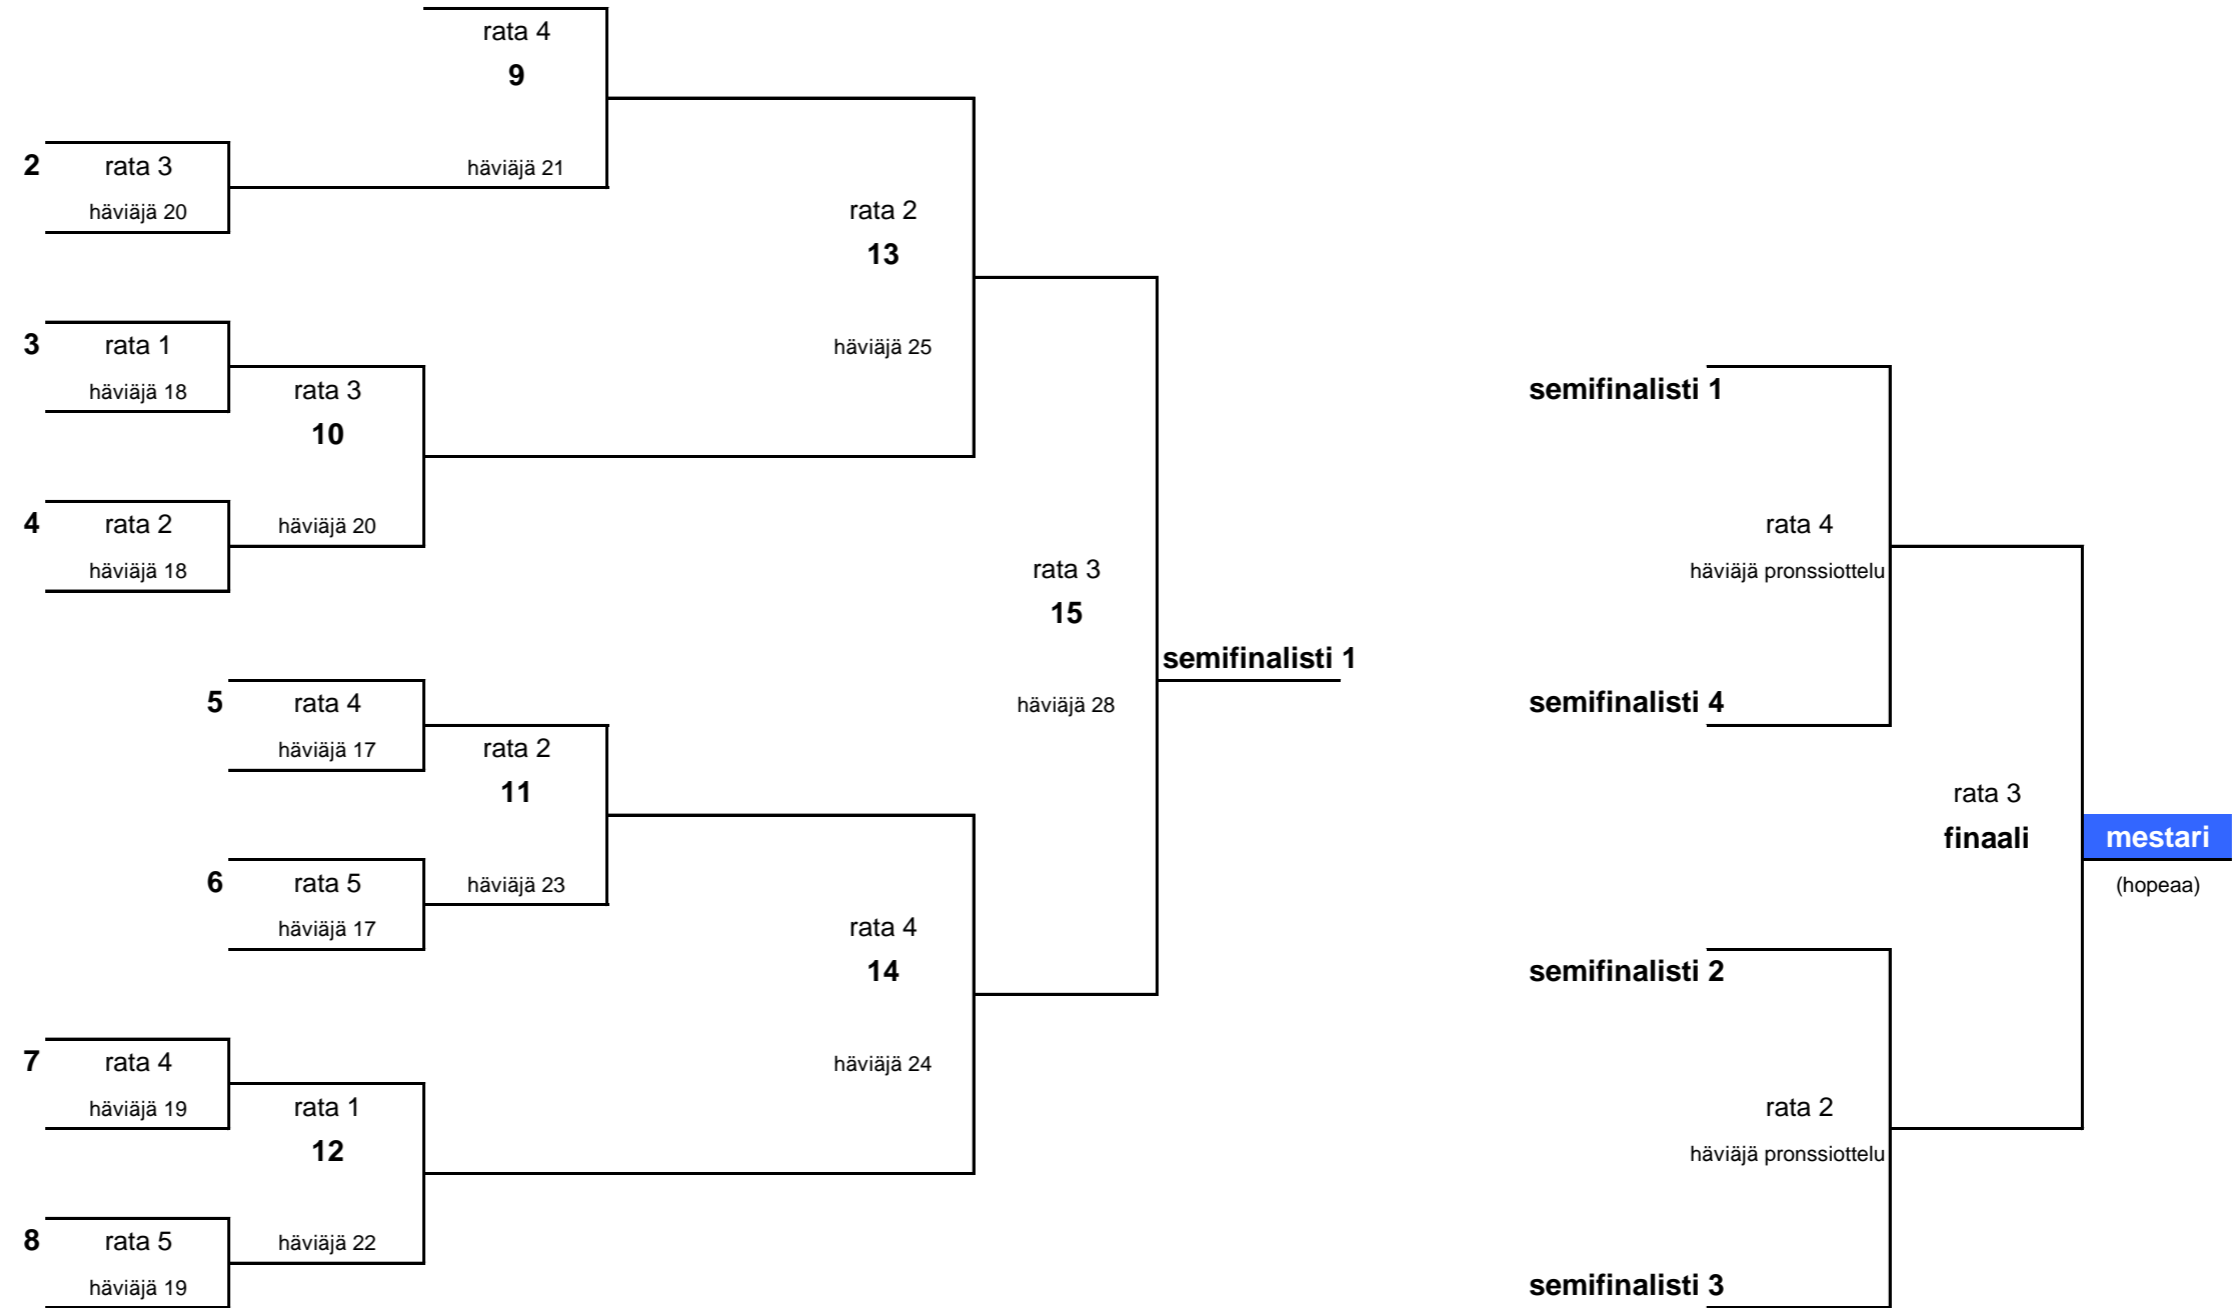 rata 4
9
2 rata 3 häviäjä 21
häviäjä 20
rata 2
13
3 rata 1 häviäjä 25
häviäjä 18 rata 3 semifinalisti 1
10
4 rata 2 häviäjä 20 rata 4
häviäjä 18 rata 3 häviäjä pronssiottelu
15
semifinalisti 1
5 rata 4 häviäjä 28 semifinalisti 4
häviäjä 17 rata 2
11 rata 3
finaali mestari
6 rata 5 häviäjä 23 (hopeaa)
häviäjä 17 rata 4
14 semifinalisti 2
7 rata 4 häviäjä 24
häviäjä 19 rata 1 rata 2
12 häviäjä pronssiottelu
8 rata 5 häviäjä 22
häviäjä 19 semifinalisti 3